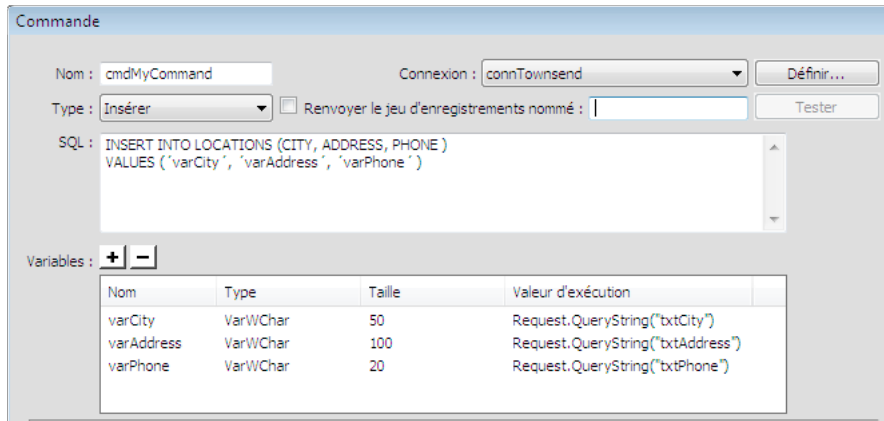 Commande
Nom : cmdMyCommand Connexion : connTownsend Définir...
Type : Insérer Renvoyer le jeu d'enregistrements nommé : Tester
SQL : INSERT INTO LOCATIONS (CITY, ADDRESS, PHONE )
VALUES (´varCity´, ´varAddress´, ´varPhone´)
Variables : + −
Nom Type Taille Valeur d'exécution
varCity VarWChar 50 Request.QueryString("txtCity")
varAddress VarWChar 100 Request.QueryString("txtAddress")
varPhone VarWChar 20 Request.QueryString("txtPhone")